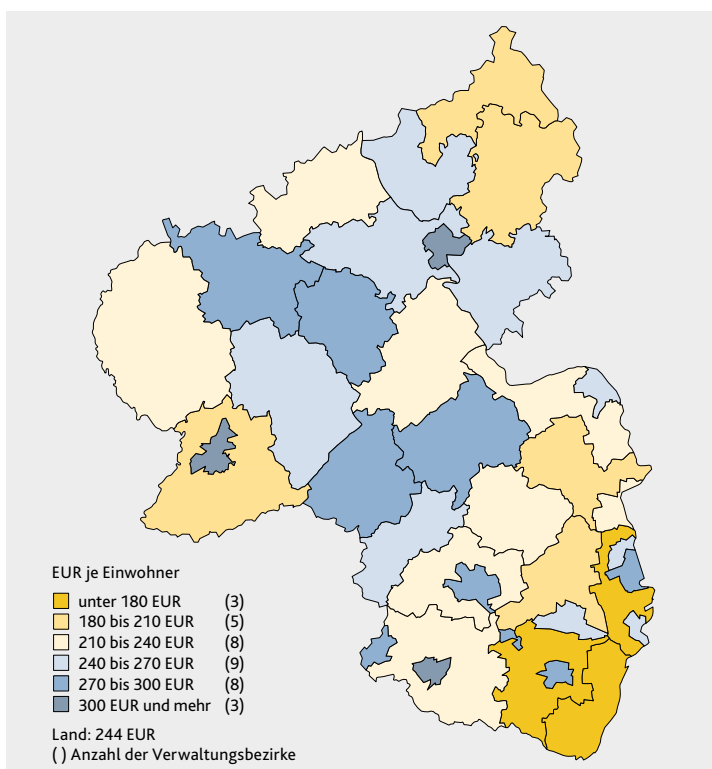 EUR je Einwohner
unter 180 EUR (3)
180 bis 210 EUR (5)
210 bis 240 EUR (8)
240 bis 270 EUR (9)
270 bis 300 EUR (8)
300 EUR und mehr (3)
Land: 244 EUR
( ) Anzahl der Verwaltungsbezirke